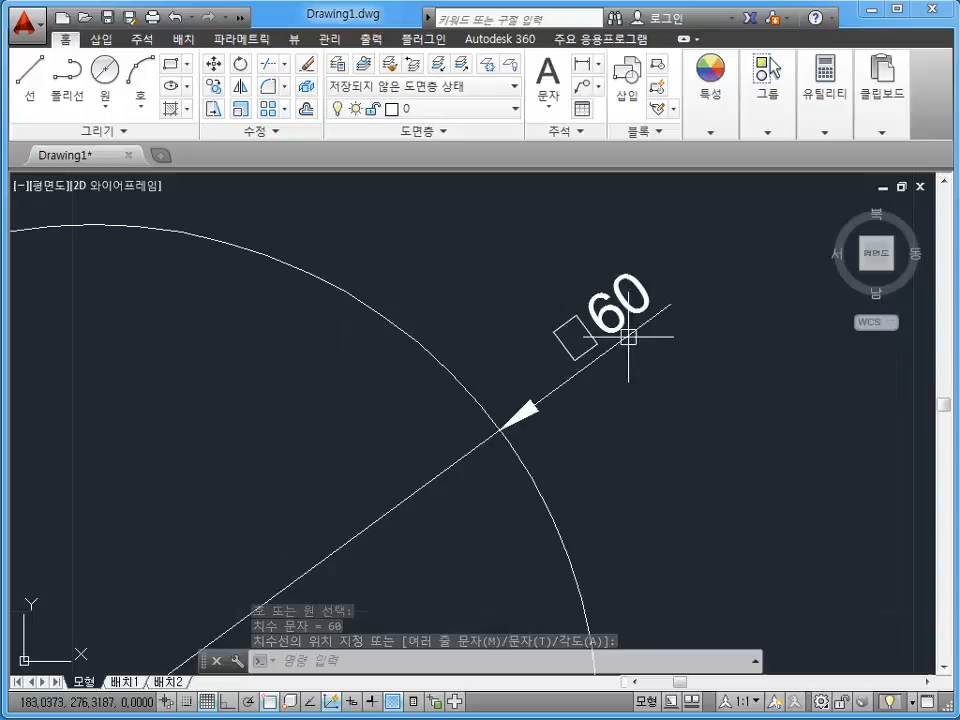 Drawing1.dwg
키워드 또는 구절 입력
로그인
홈 삽입 주석 배치 파라메트릭 뷰 관리 출력 플러그인 Autodesk 360 주요 응용프로그램
선 폴리선 원 호
저장되지 않은 도면층 상태
0
A
문자 삽입 특성 그룹 유틸리티 클립보드
그리기 수정 도면층 주석 블록
Drawing1*
[−][평면도][2D 와이어프레임]
북
서 평면도 동
남
WCS
60
호 또는 원 선택:
치수 문자 = 60
치수선의 위치 지정 또는 [여러 줄 문자(M)/문자(T)/각도(A)]:
명령 입력
Y
X
모형 배치1 배치2
183,0373, 276,3187, 0,0000
모형
1:1